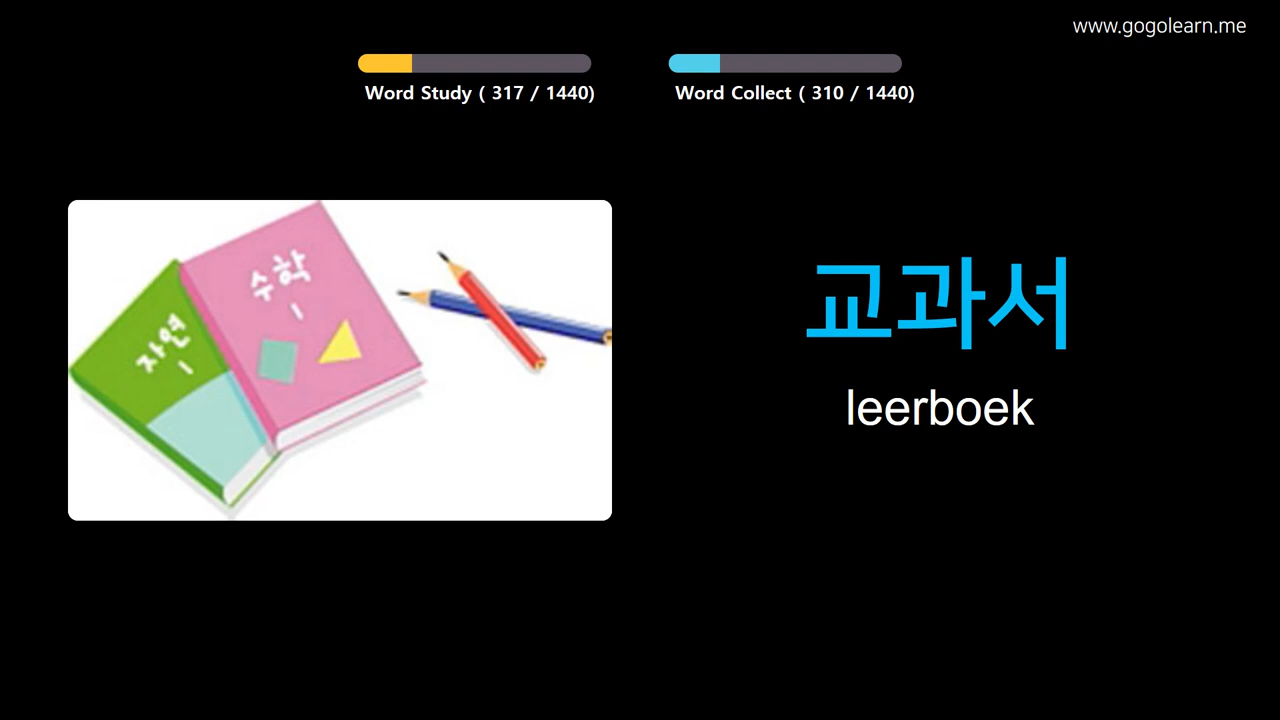 www.gogolearn.me
Word Study ( 317 / 1440)
Word Collect ( 310 / 1440)
수학
1
자연
1
교과서
leerboek